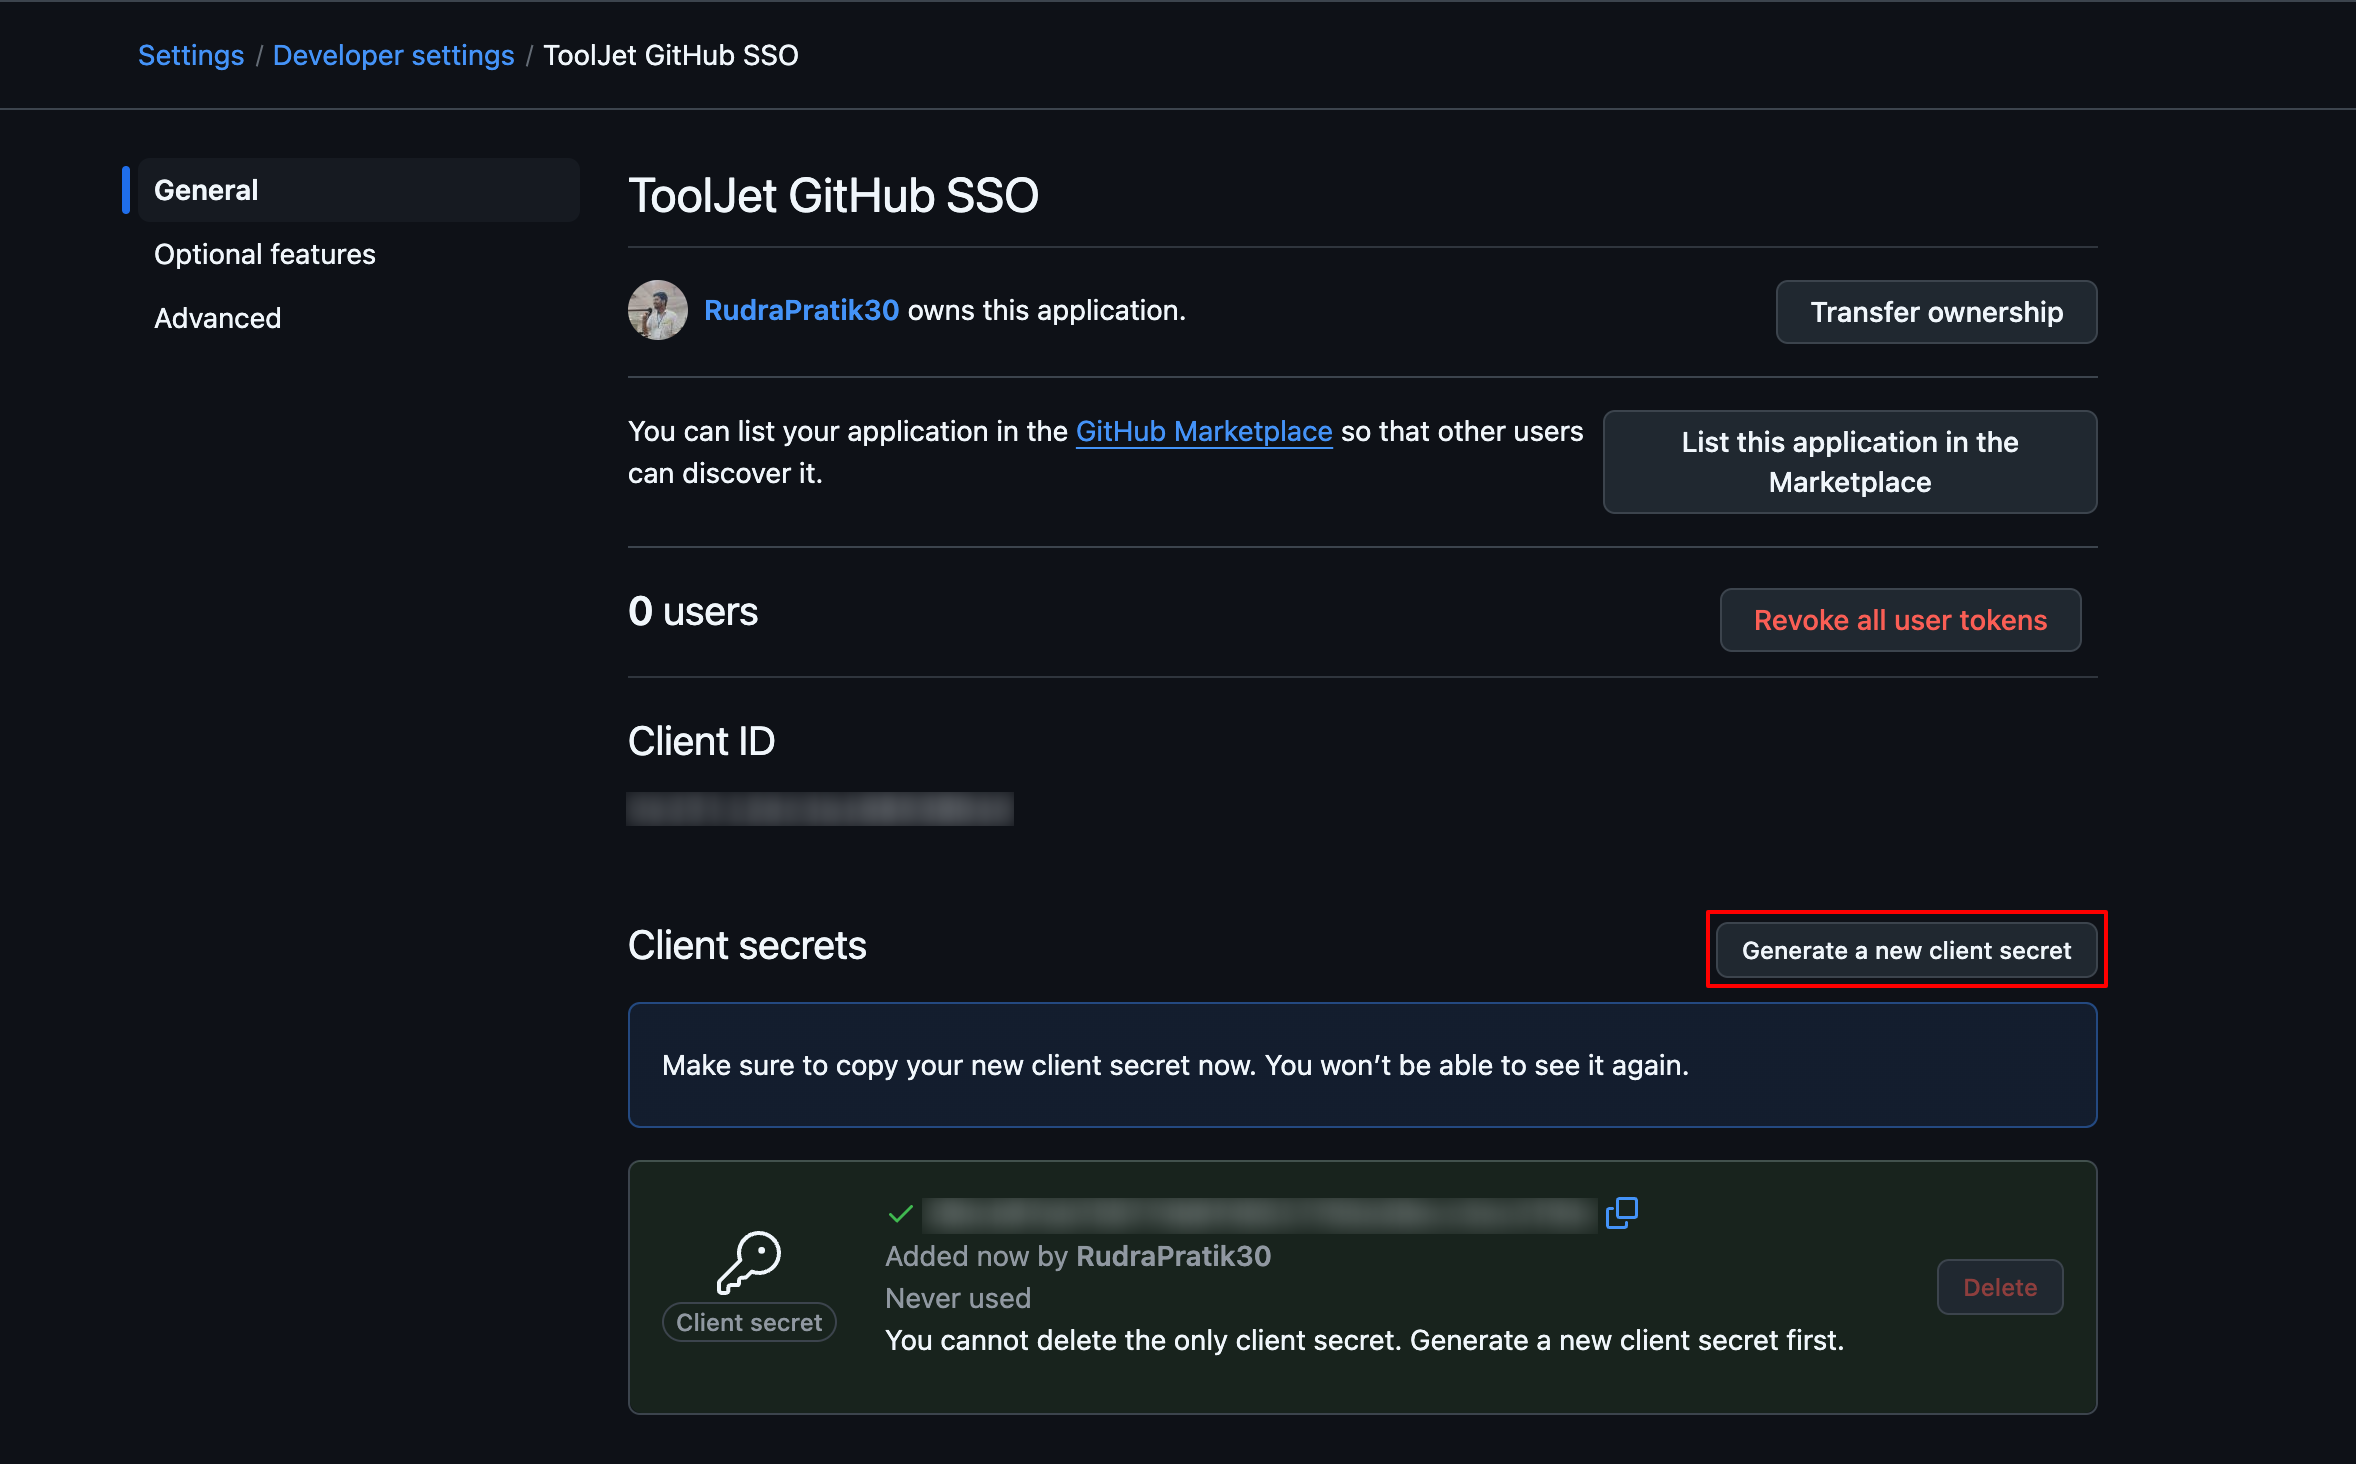 Settings / Developer settings / ToolJet GitHub SSO
General
Optional features
Advanced
ToolJet GitHub SSO
RudraPratik30 owns this application.
Transfer ownership
You can list your application in the GitHub Marketplace so that other users
can discover it.
List this application in the
Marketplace
0 users
Revoke all user tokens
Client ID
Client secrets
Generate a new client secret
Make sure to copy your new client secret now. You won’t be able to see it again.
Client secret
Added now by RudraPratik30
Never used
You cannot delete the only client secret. Generate a new client secret first.
Delete